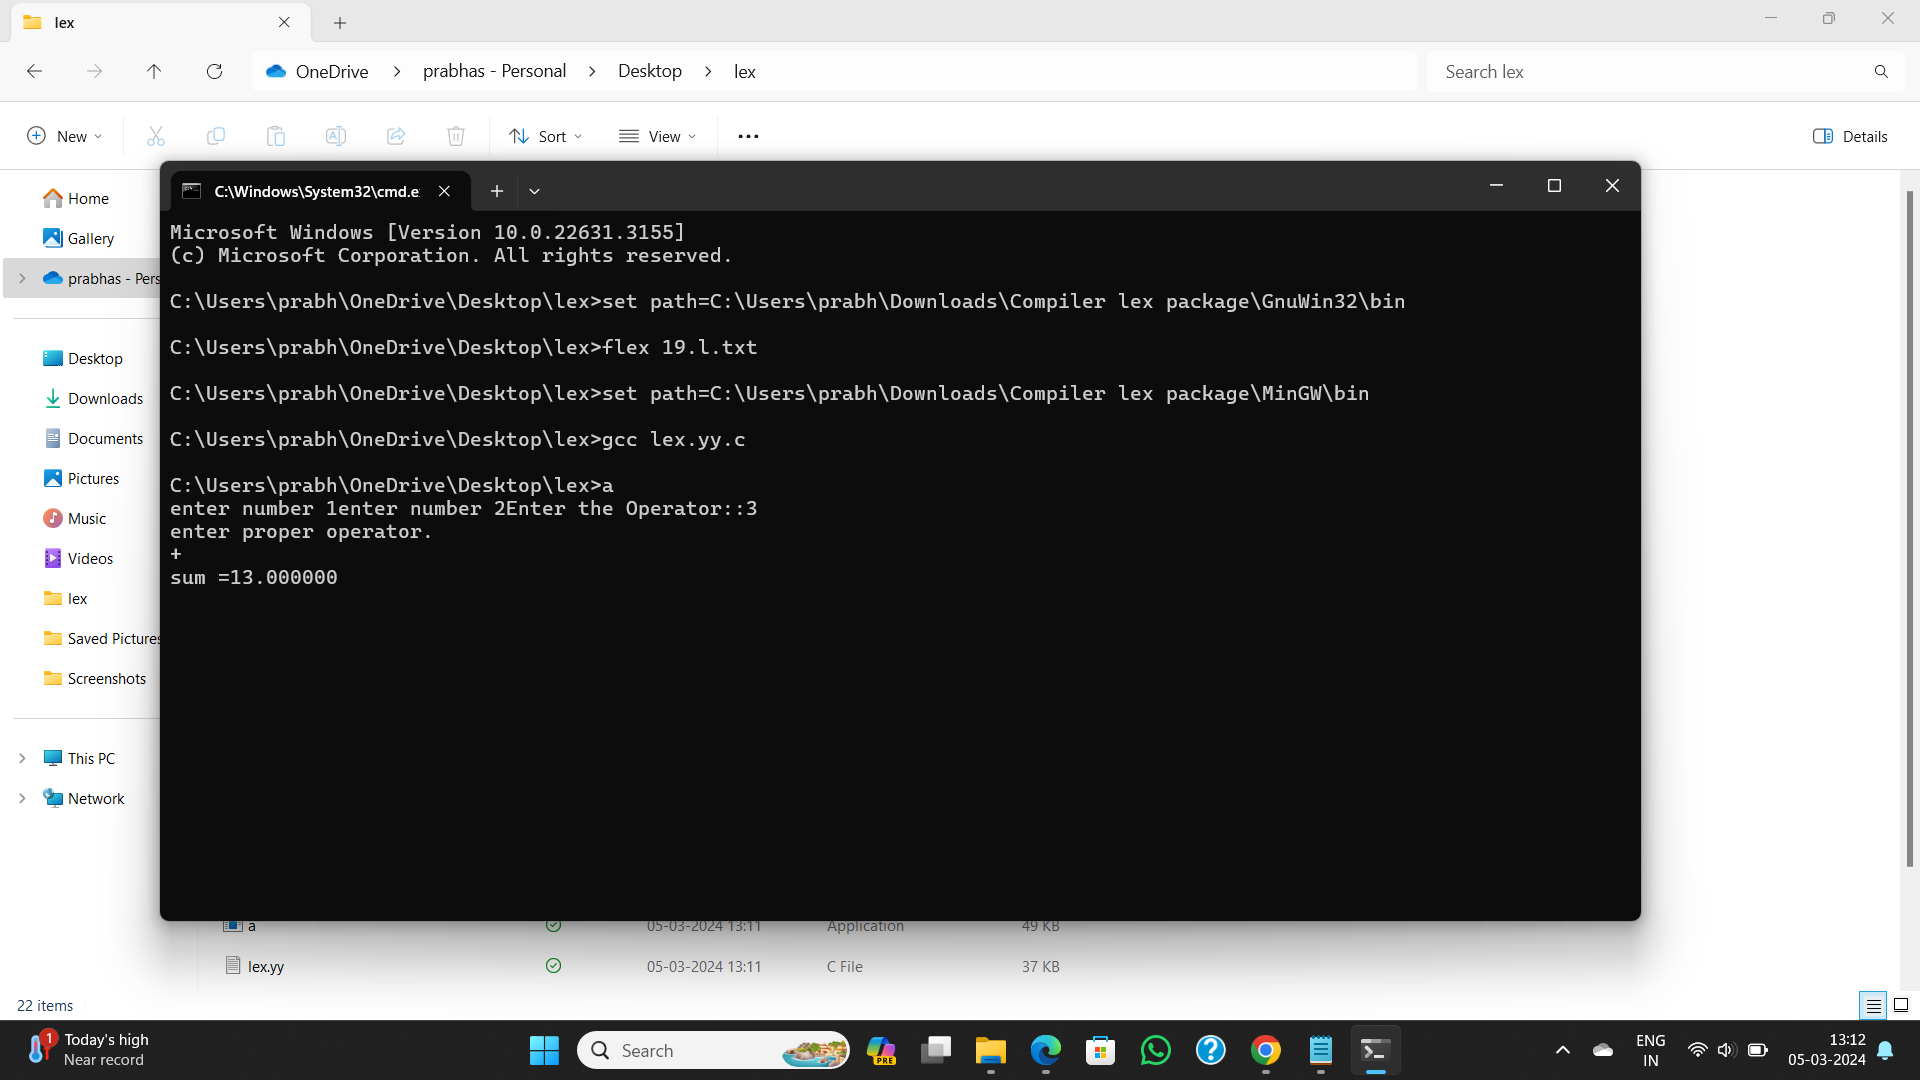 lex
OneDrive > prabhas - Personal > Desktop > lex
Search lex
New
Sort
View
Details
Home
Gallery
prabhas - Pers
Desktop
Downloads
Documents
Pictures
Music
Videos
lex
Saved Pictures
Screenshots
This PC
Network
C:\Windows\System32\cmd.e
Microsoft Windows [Version 10.0.22631.3155]
(c) Microsoft Corporation. All rights reserved.
C:\Users\prabh\OneDrive\Desktop\lex>set path=C:\Users\prabh\Downloads\Compiler lex package\GnuWin32\bin
C:\Users\prabh\OneDrive\Desktop\lex>flex 19.l.txt
C:\Users\prabh\OneDrive\Desktop\lex>set path=C:\Users\prabh\Downloads\Compiler lex package\MinGW\bin
C:\Users\prabh\OneDrive\Desktop\lex>gcc lex.yy.c
C:\Users\prabh\OneDrive\Desktop\lex>a
enter number 1enter number 2Enter the Operator::3
enter proper operator.
+
sum =13.000000
a 05-03-2024 13:11 Application 49 KB
lex.yy 05-03-2024 13:11 C File 37 KB
22 items
1
Today's high
Near record
Search
PRE
ENG
IN
13:12
05-03-2024